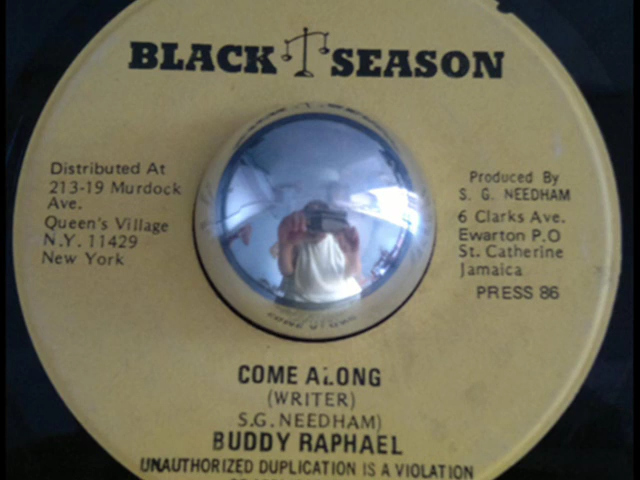 BLACK SEASON
Distributed At
213-19 Murdock
Ave.
Queen's Village
N.Y. 11429
New York
Produced By
S. G. NEEDHAM
6 Clarks Ave.
Ewarton P.O
St. Catherine
Jamaica
PRESS 86
COME ALONG
(WRITER)
S.G. NEEDHAM)
BUDDY RAPHAEL
UNAUTHORIZED DUPLICATION IS A VIOLATION